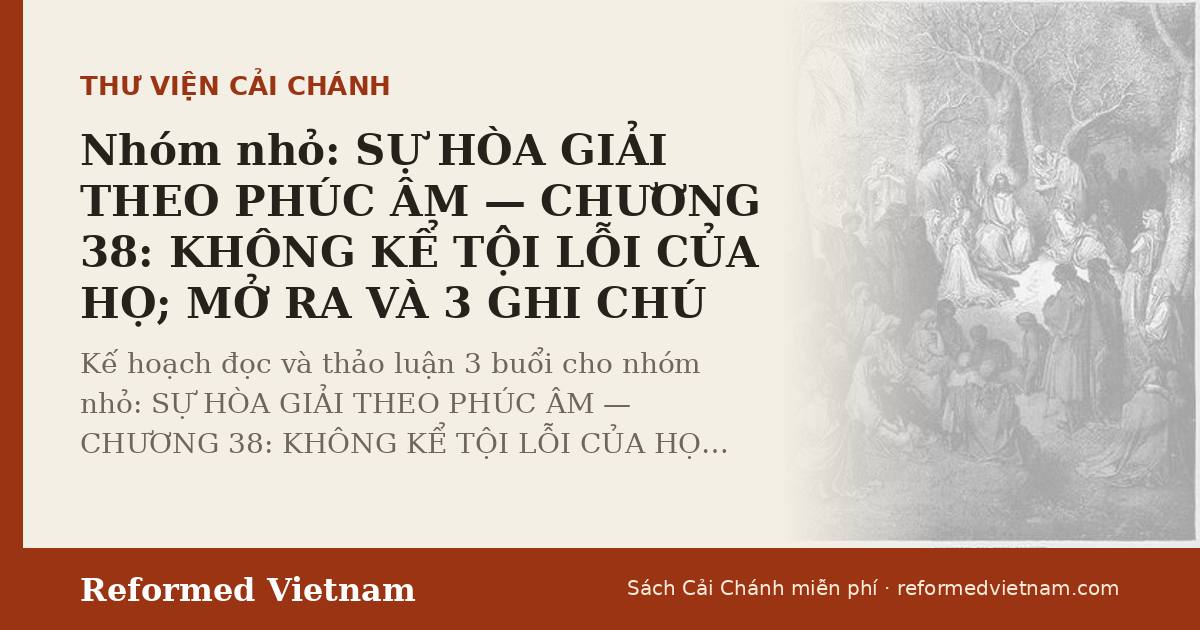 THƯ VIỆN CẢI CHÁNH
Nhóm nhỏ: SỰ HÒA GIẢI
THEO PHÚC ÂM — CHƯƠNG
38: KHÔNG KỂ TỘI LỖI CỦA
HỌ; MỞ RA VÀ 3 GHI CHÚ
Kế hoạch đọc và thảo luận 3 buổi cho nhóm
nhỏ: SỰ HÒA GIẢI THEO PHÚC ÂM —
CHƯƠNG 38: KHÔNG KỂ TỘI LỖI CỦA HỌ…
Reformed Vietnam
Sách Cải Chánh miễn phí · reformedvietnam.com